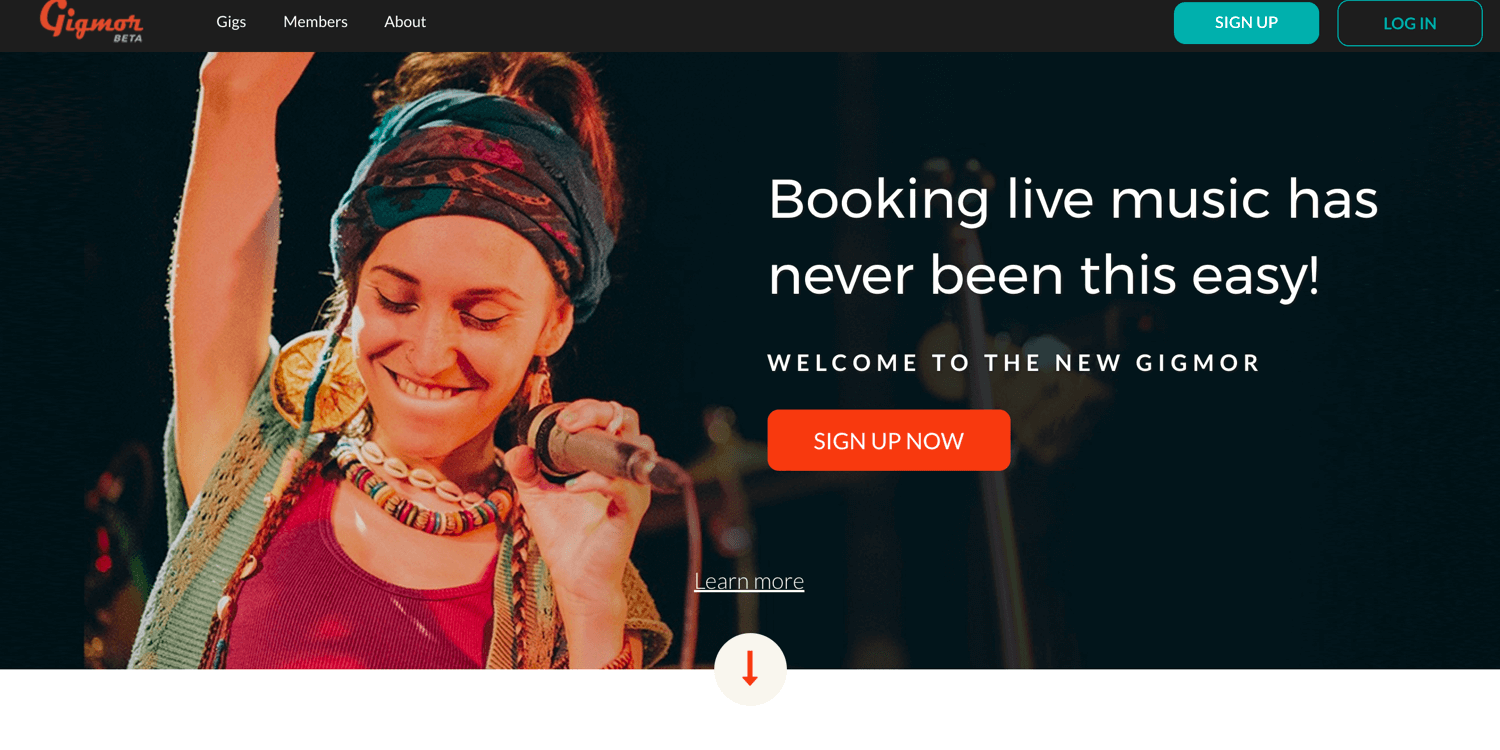 Gigmor
BETA
Gigs
Members
About
SIGN UP
LOG IN
Booking live music has
never been this easy!
WELCOME TO THE NEW GIGMOR
SIGN UP NOW
Learn more